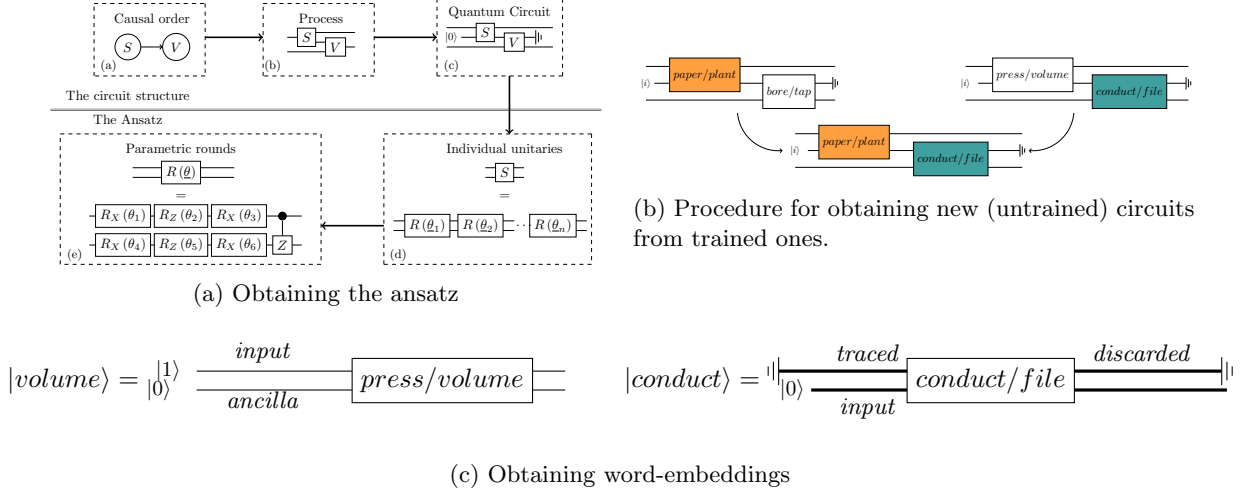 Causal order
S
V
(a)
Process
S
V
(b)
Quantum Circuit
|0⟩
S
V
(c)
The circuit structure
The Ansatz
Parametric rounds
R(θ)
=
R_X(θ_1) R_Z(θ_2) R_X(θ_3)
R_X(θ_4) R_Z(θ_5) R_X(θ_6) Z
(e)
Individual unitaries
S
=
R(θ_1) R(θ_2) ··· R(θ_n)
(d)
(a) Obtaining the ansatz
paper/plant
|i⟩
bore/tap
press/volume
|i⟩
conduct/file
paper/plant
|i⟩
conduct/file
(b) Procedure for obtaining new (untrained) circuits
from trained ones.
|volume⟩ = |1⟩
|0⟩
input
ancilla
press/volume
|conduct⟩ =
|0⟩
traced
input
conduct/file
discarded
(c) Obtaining word-embeddings